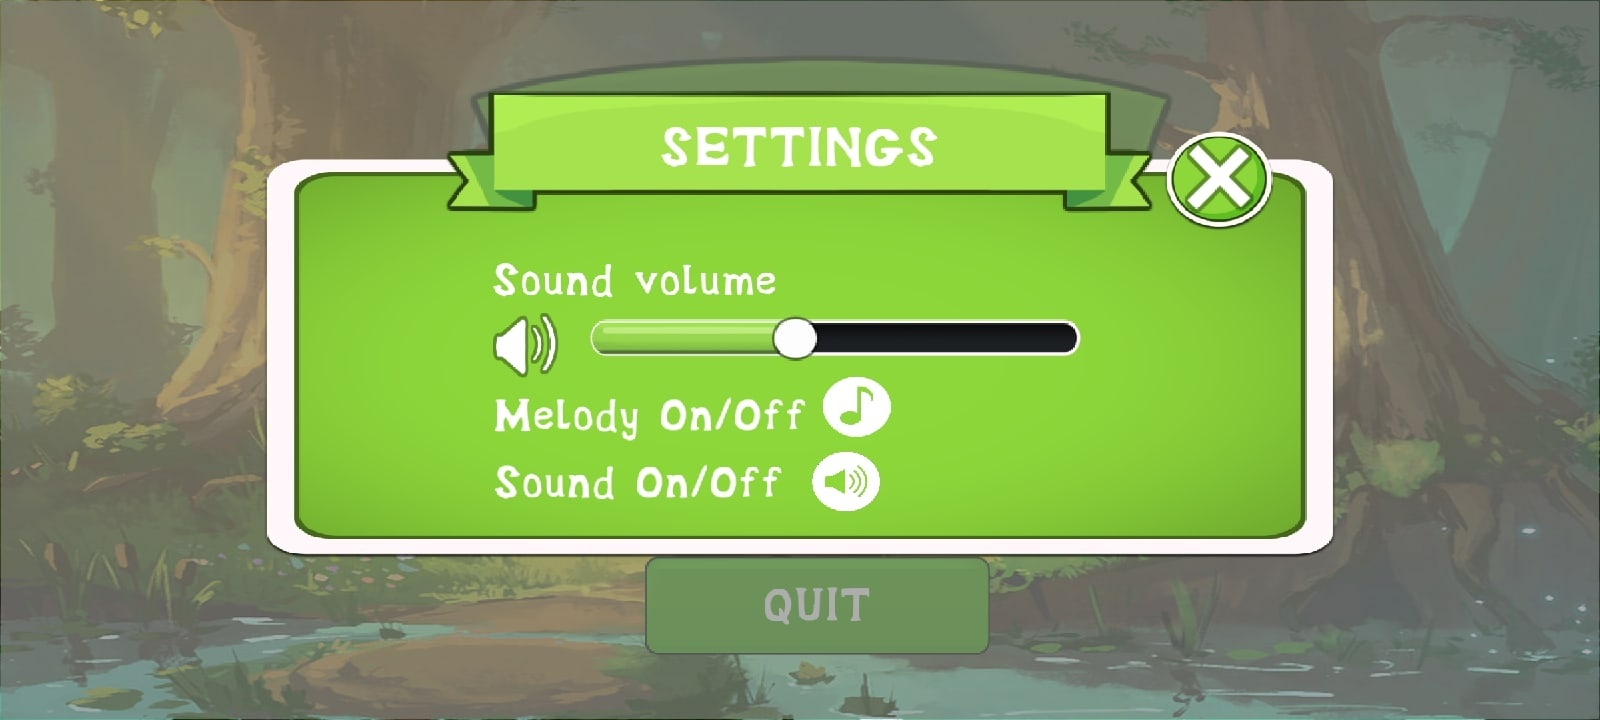 SETTINGS
Sound volume
Melody On/Off
Sound On/Off
QUIT